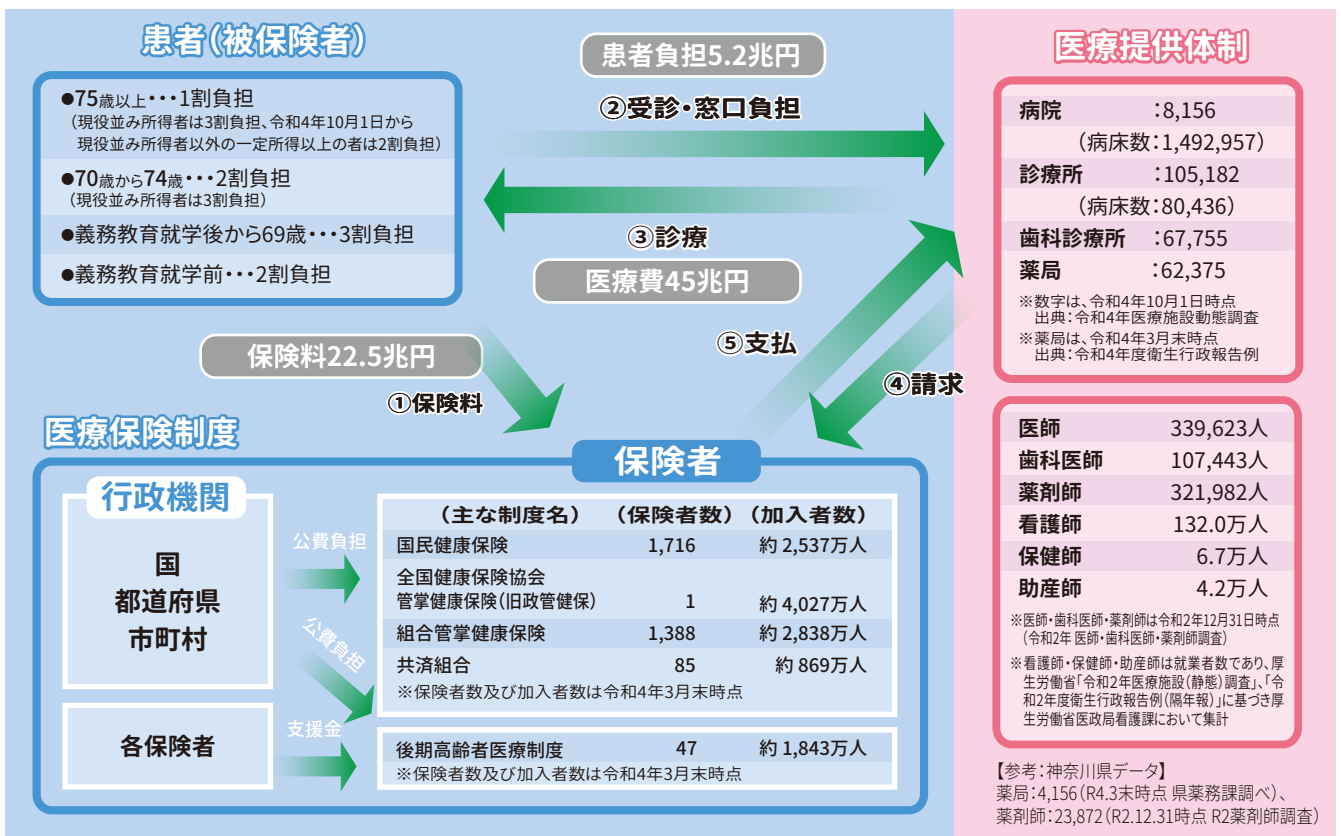 患者(被保険者)
●75歳以上・・・1割負担
(現役並み所得者は3割負担、令和4年10月1日から
現役並み所得者以外の一定所得以上の者は2割負担)
●70歳から74歳・・・2割負担
(現役並み所得者は3割負担)
●義務教育就学後から69歳・・・3割負担
●義務教育就学前・・・2割負担
患者負担5.2兆円
②受診・窓口負担
③診療
医療費45兆円
⑤支払
④請求
保険料22.5兆円
①保険料
医療保険制度
保険者
行政機関
国
都道府県
市町村
各保険者
公費負担
公費負担
支援金
(主な制度名) (保険者数) (加入者数)
国民健康保険 1,716 約2,537万人
全国健康保険協会
管掌健康保険(旧政管健保) 1 約4,027万人
組合管掌健康保険 1,388 約2,838万人
共済組合 85 約869万人
※保険者数及び加入者数は令和4年3月末時点
後期高齢者医療制度 47 約1,843万人
※保険者数及び加入者数は令和4年3月末時点
医療提供体制
病院 :8,156
(病床数:1,492,957)
診療所 :105,182
(病床数:80,436)
歯科診療所 :67,755
薬局 :62,375
※数字は、令和4年10月1日時点
出典:令和4年医療施設動態調査
※薬局は、令和4年3月末時点
出典:令和4年度衛生行政報告例
医師 339,623人
歯科医師 107,443人
薬剤師 321,982人
看護師 132.0万人
保健師 6.7万人
助産師 4.2万人
※医師・歯科医師・薬剤師は令和2年12月31日時点
(令和2年 医師・歯科医師・薬剤師調査)
※看護師・保健師・助産師は就業者数であり、厚
生労働省「令和2年医療施設(静態)調査」、「令
和2年度衛生行政報告例(隔年報)」に基づき厚
生労働省医政局看護課において集計
【参考:神奈川県データ】
薬局:4,156(R4.3末時点 県薬務課調べ)、
薬剤師:23,872(R2.12.31時点 R2薬剤師調査)